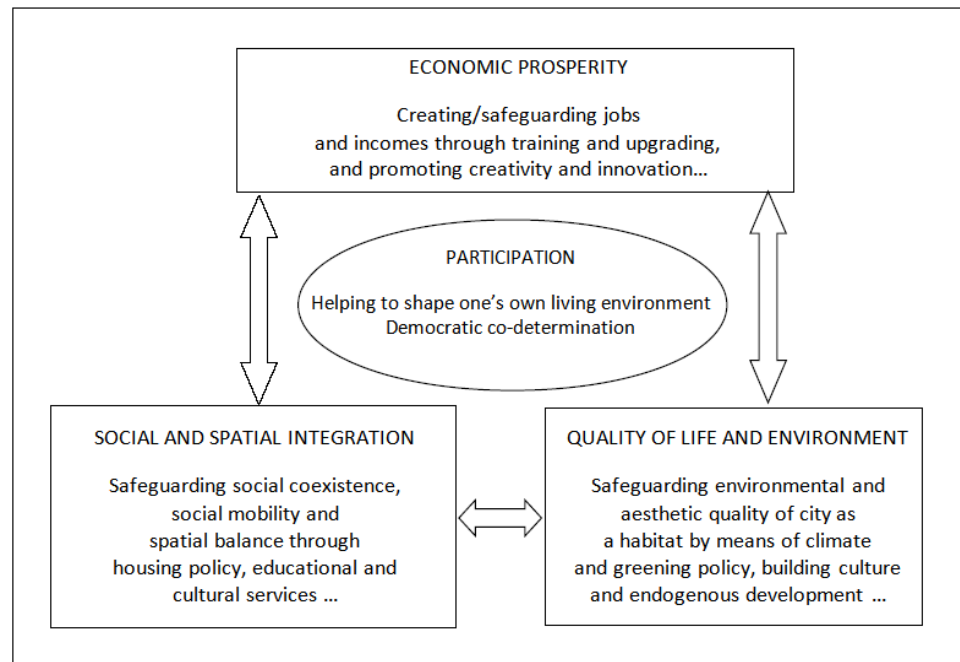 ECONOMIC PROSPERITY
Creating/safeguarding jobs
and incomes through training and upgrading,
and promoting creativity and innovation…
PARTICIPATION
Helping to shape one’s own living environment
Democratic co-determination
SOCIAL AND SPATIAL INTEGRATION
Safeguarding social coexistence,
social mobility and
spatial balance through
housing policy, educational and
cultural services …
QUALITY OF LIFE AND ENVIRONMENT
Safeguarding environmental and
aesthetic quality of city as
a habitat by means of climate
and greening policy, building culture
and endogenous development …